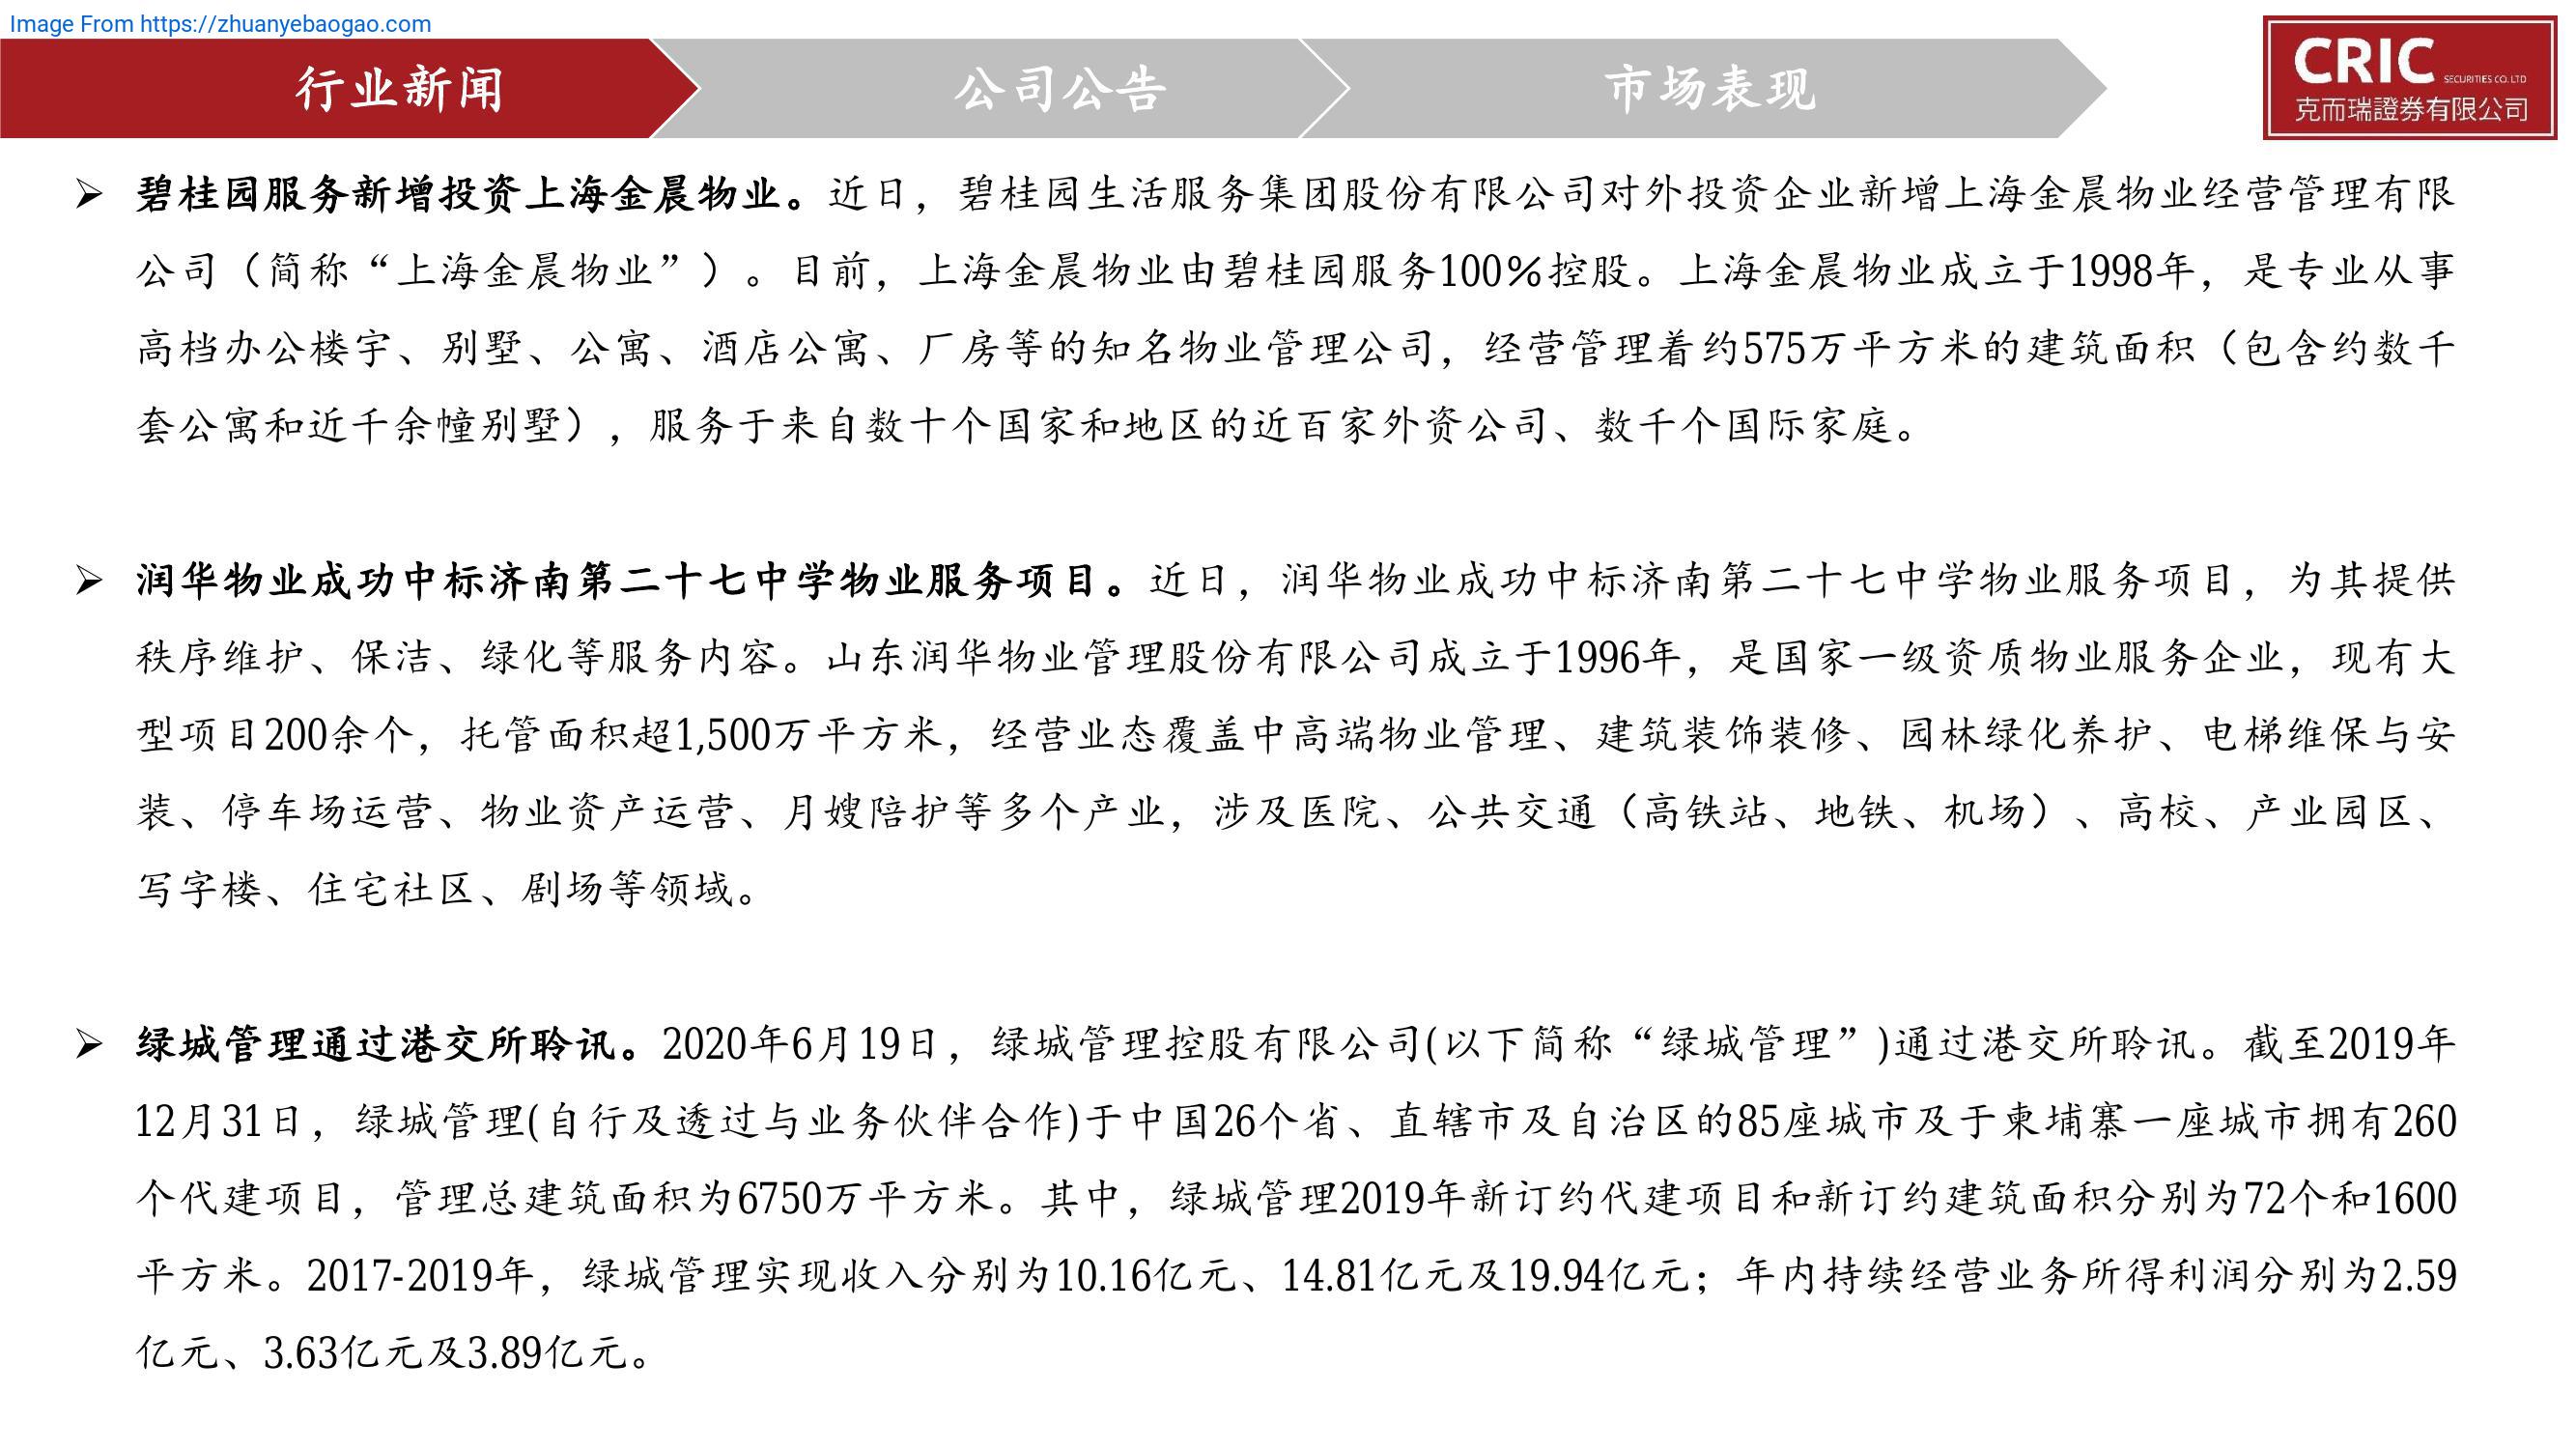 Image From https://zhuanyebaogao.com
行业新闻
公司公告
市场表现
CRIC SECURITIES CO. LTD
克而瑞證券有限公司
➢ 碧桂园服务新增投资上海金晨物业。近日，碧桂园生活服务集团股份有限公司对外投资企业新增上海金晨物业经营管理有限
公司（简称“上海金晨物业”）。目前，上海金晨物业由碧桂园服务100%控股。上海金晨物业成立于1998年，是专业从事
高档办公楼宇、别墅、公寓、酒店公寓、厂房等的知名物业管理公司，经营管理着约575万平方米的建筑面积（包含约数千
套公寓和近千余幢别墅），服务于来自数十个国家和地区的近百家外资公司、数千个国际家庭。
➢ 润华物业成功中标济南第二十七中学物业服务项目。近日，润华物业成功中标济南第二十七中学物业服务项目，为其提供
秩序维护、保洁、绿化等服务内容。山东润华物业管理股份有限公司成立于1996年，是国家一级资质物业服务企业，现有大
型项目200余个，托管面积超1,500万平方米，经营业态覆盖中高端物业管理、建筑装饰装修、园林绿化养护、电梯维保与安
装、停车场运营、物业资产运营、月嫂陪护等多个产业，涉及医院、公共交通（高铁站、地铁、机场）、高校、产业园区、
写字楼、住宅社区、剧场等领域。
➢ 绿城管理通过港交所聆讯。2020年6月19日，绿城管理控股有限公司(以下简称“绿城管理”)通过港交所聆讯。截至2019年
12月31日，绿城管理(自行及透过与业务伙伴合作)于中国26个省、直辖市及自治区的85座城市及于柬埔寨一座城市拥有260
个代建项目，管理总建筑面积为6750万平方米。其中，绿城管理2019年新订约代建项目和新订约建筑面积分别为72个和1600
平方米。2017-2019年，绿城管理实现收入分别为10.16亿元、14.81亿元及19.94亿元；年内持续经营业务所得利润分别为2.59
亿元、3.63亿元及3.89亿元。